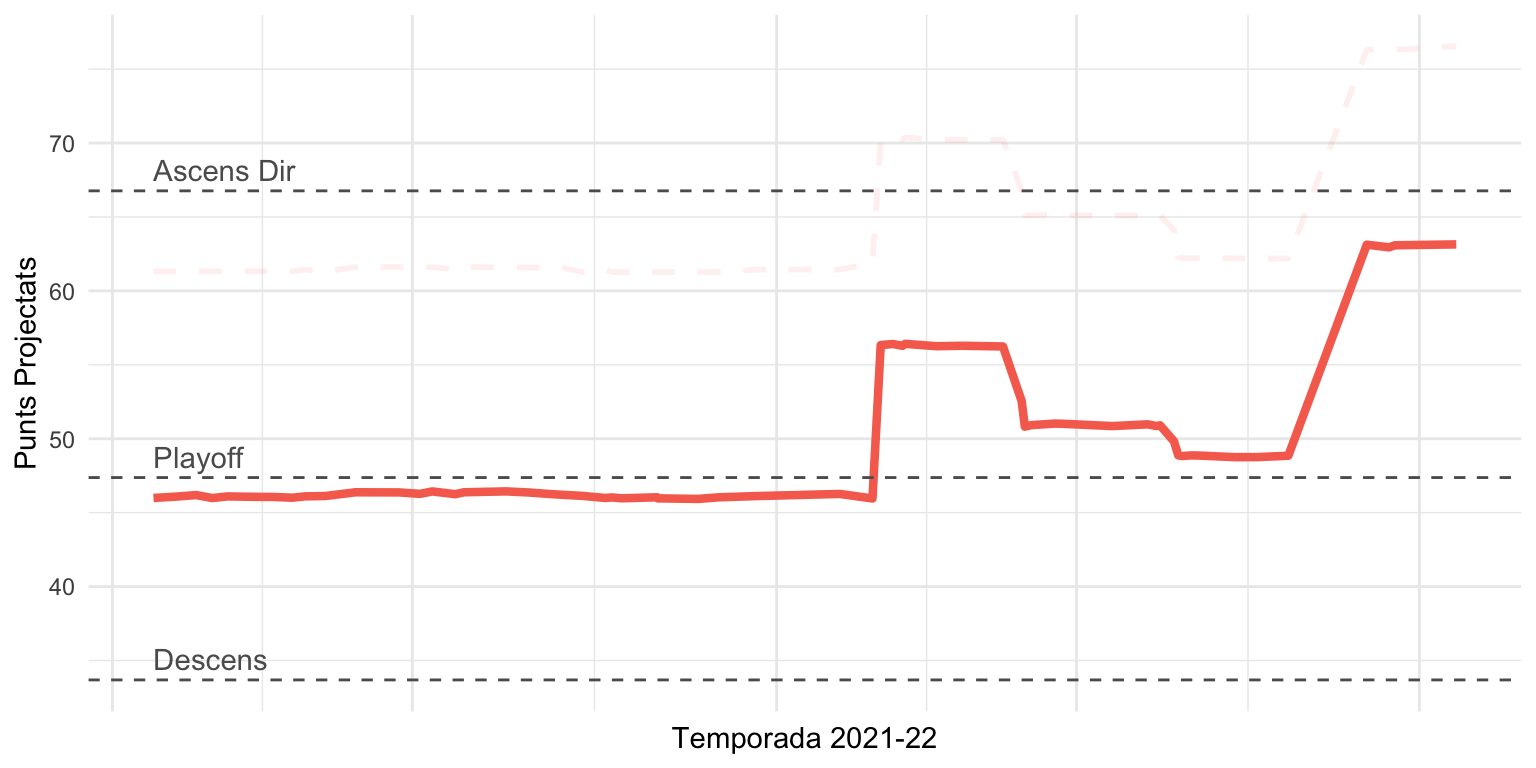 70
Ascens Dir
60
Punts Projectats
50
Playoff
40
Descens
Temporada 2021-22